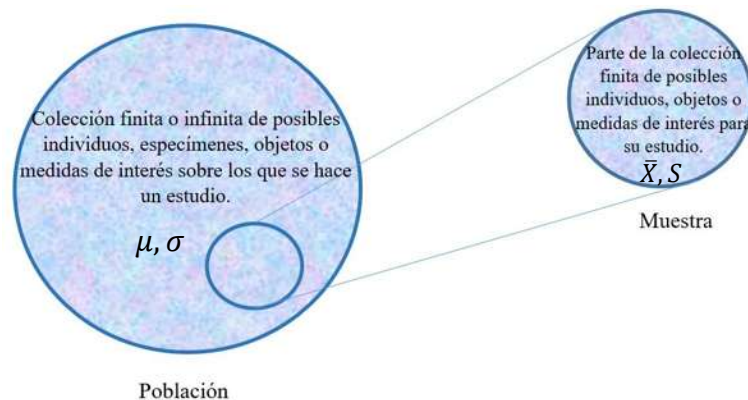 Colección finita o infinita de posibles
individuos, especímenes, objetos o
medidas de interés sobre los que se hace
un estudio.
μ, σ
Población
Parte de la colección
finita de posibles
individuos, objetos o
medidas de interés para
su estudio.
X̄, S
Muestra